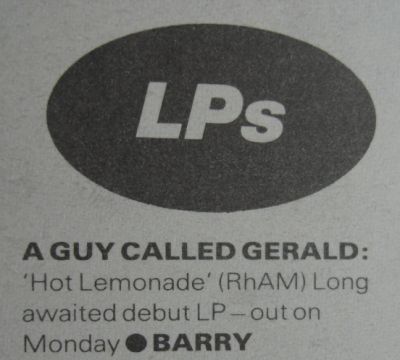 LPs
A GUY CALLED GERALD:
'Hot Lemonade' (RhAM) Long
awaited debut LP – out on
Monday ● BARRY